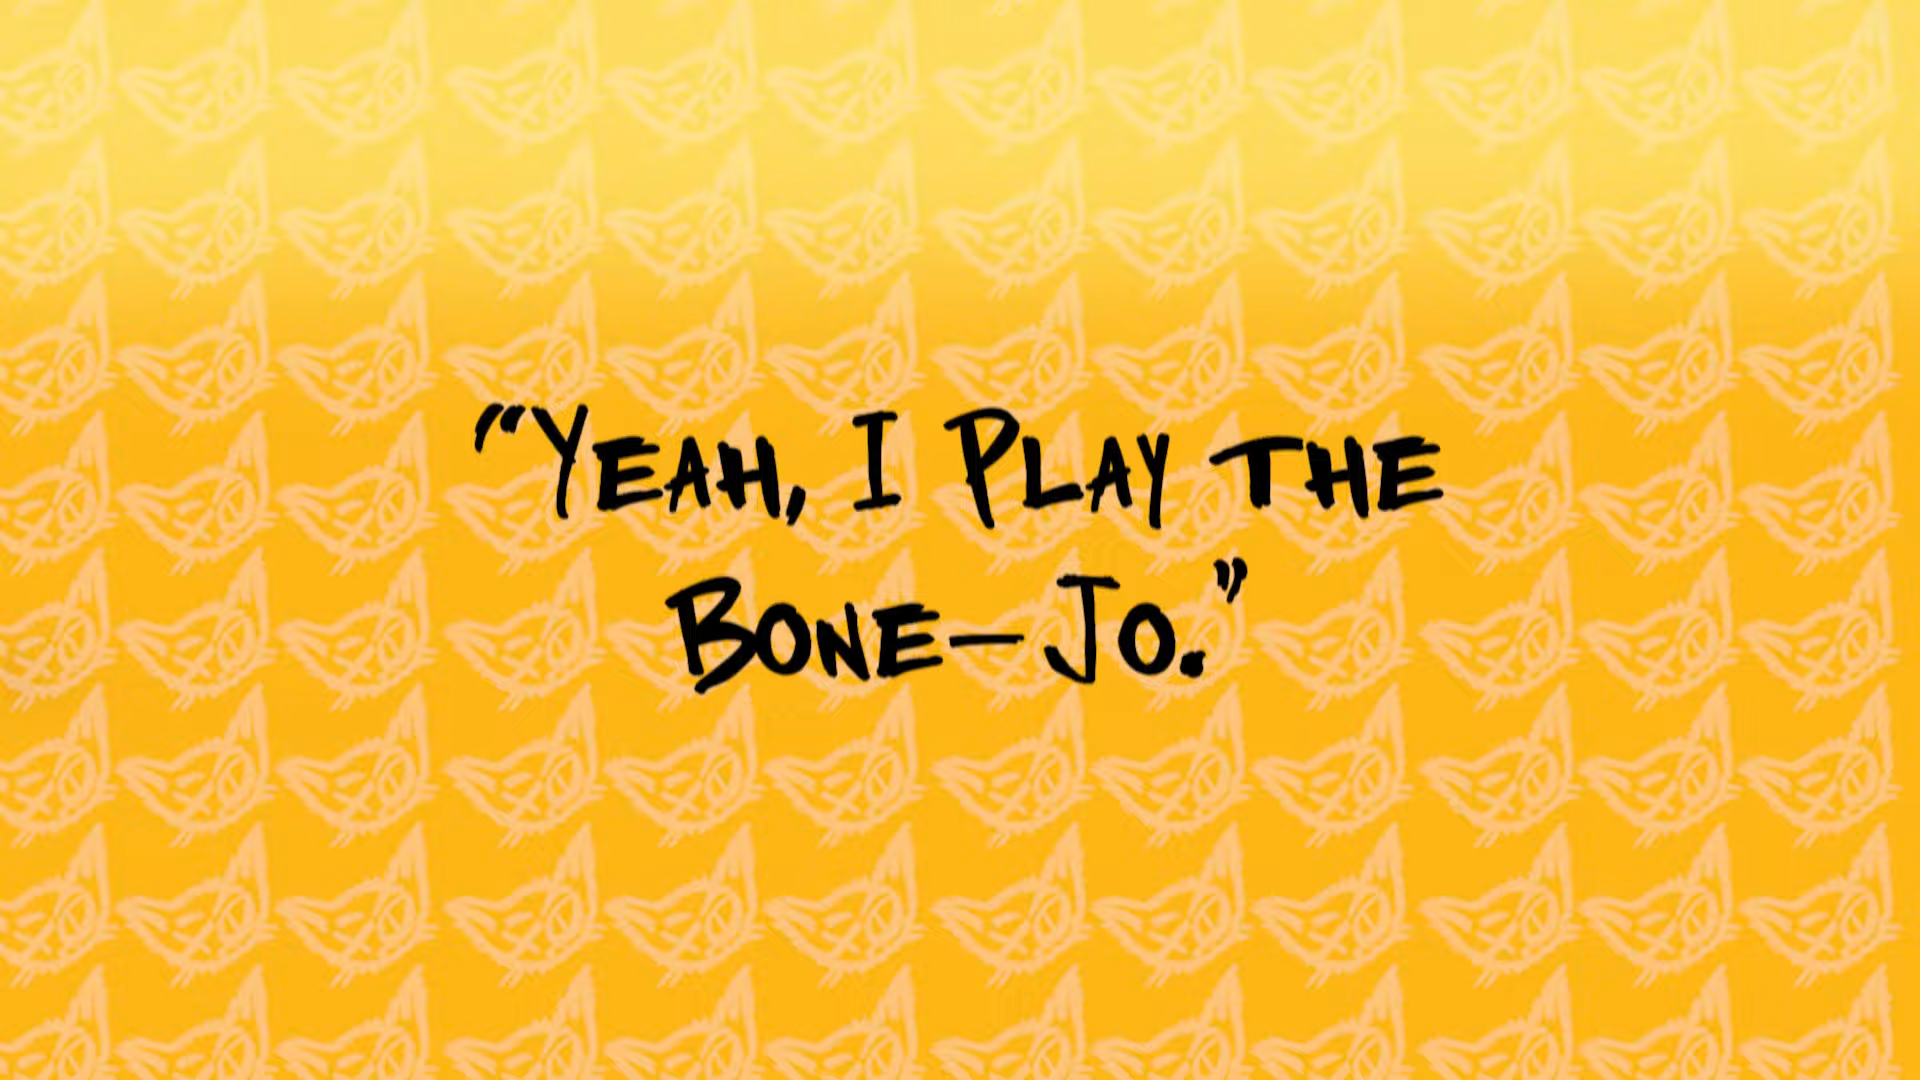 “Yeah, I Play the
Bone-Jo.”